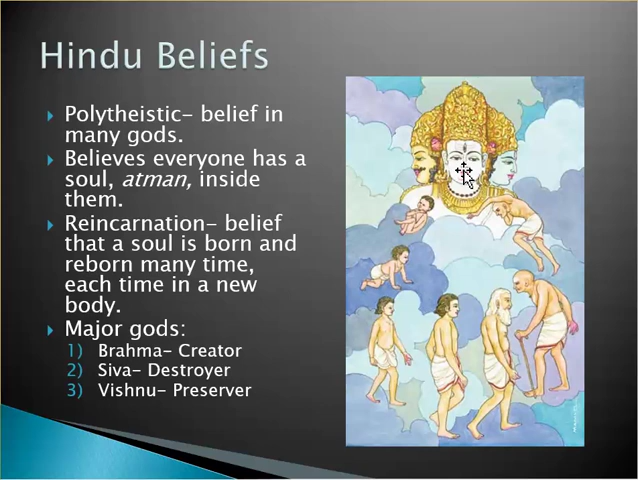 Hindu Beliefs
Polytheistic- belief in
many gods.
Believes everyone has a
soul, atman, inside
them.
Reincarnation- belief
that a soul is born and
reborn many time,
each time in a new
body.
Major gods:
1) Brahma- Creator
2) Siva- Destroyer
3) Vishnu- Preserver